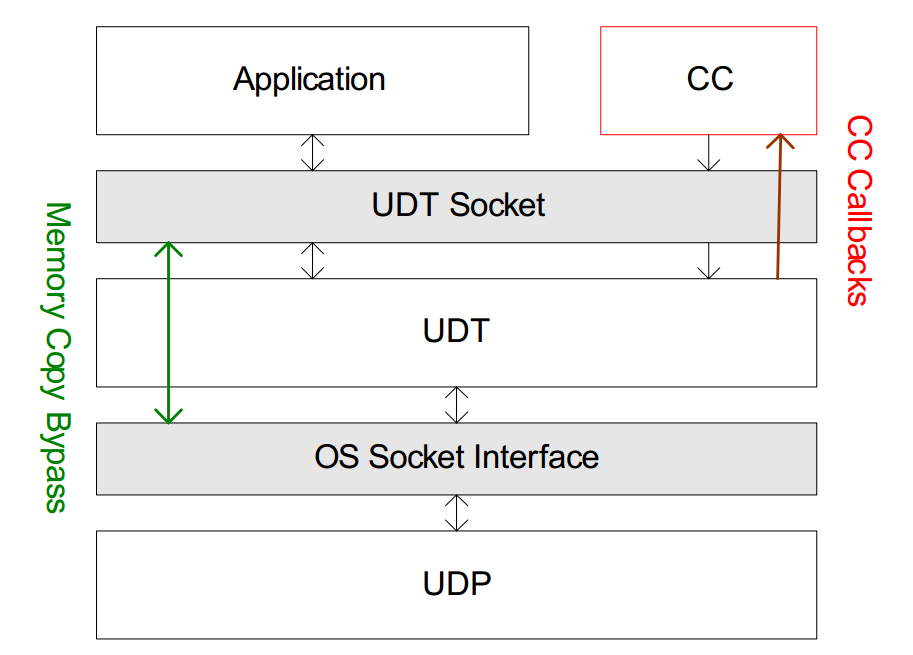 Application
CC
CC Callbacks
UDT Socket
Memory Copy Bypass
UDT
OS Socket Interface
UDP